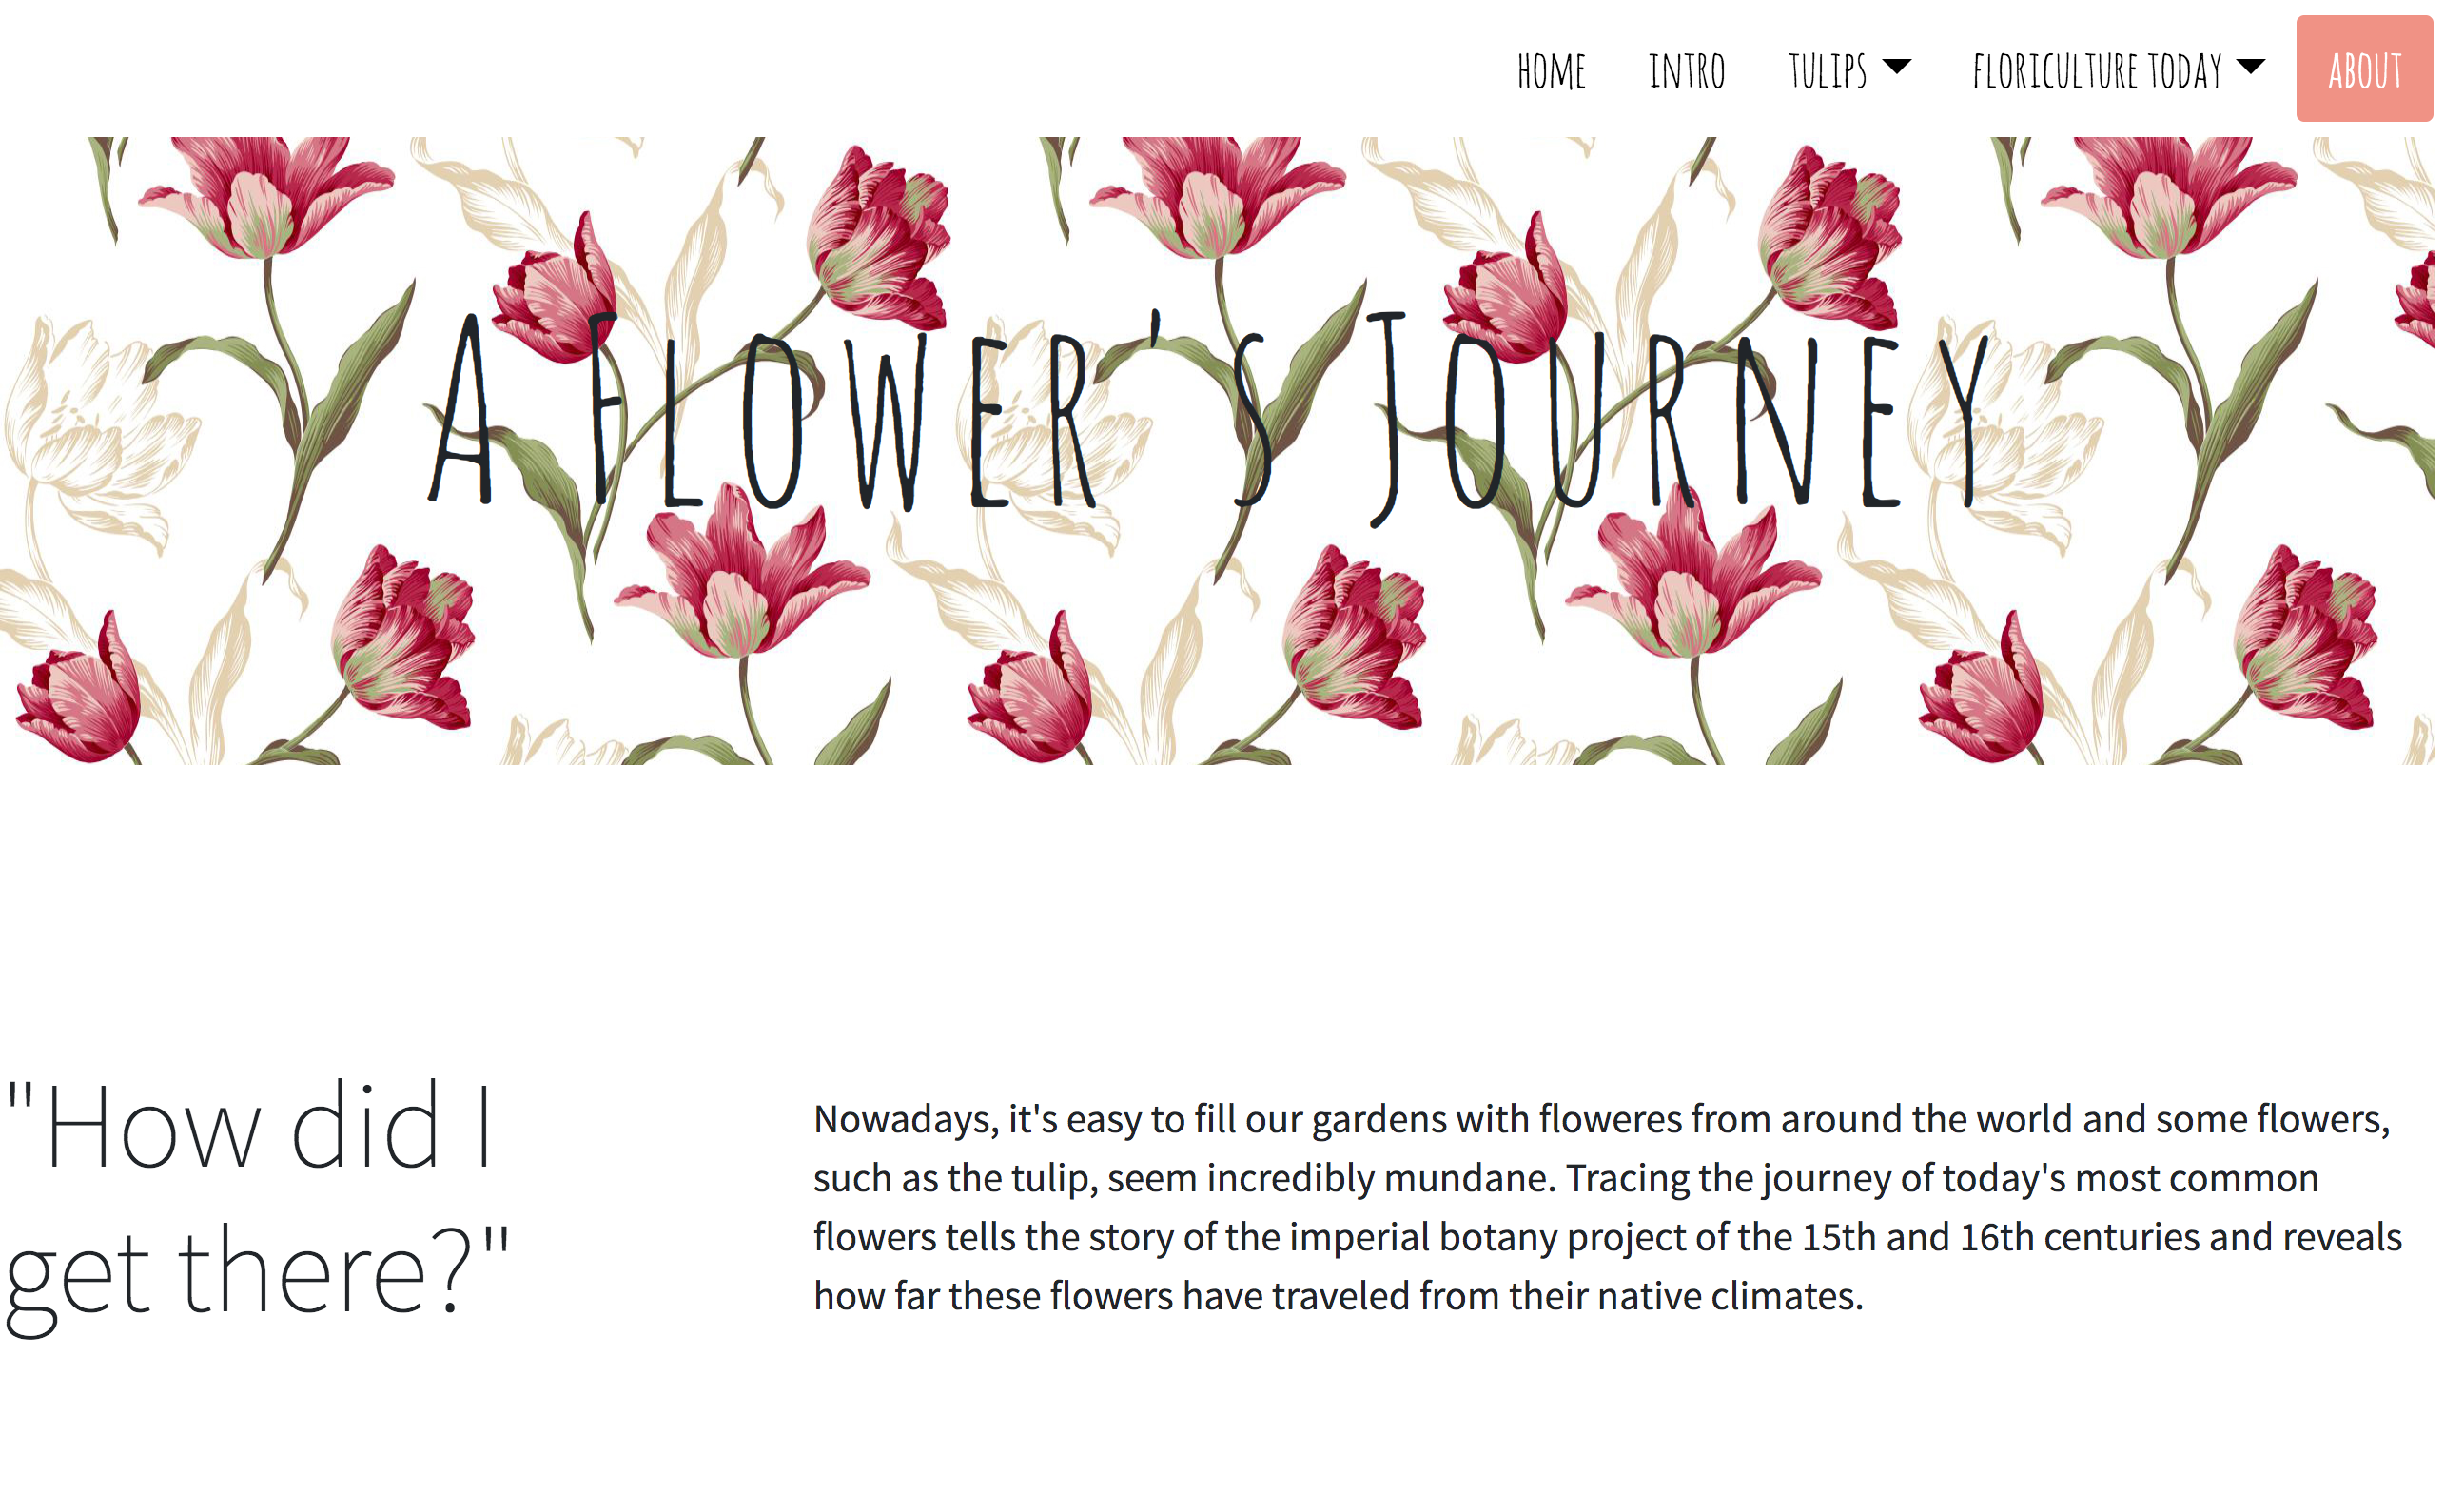 HOME INTRO TULIPS FLORICULTURE TODAY ABOUT
A FLOWER'S JOURNEY
"How did I
get there?"
Nowadays, it's easy to fill our gardens with floweres from around the world and some flowers,
such as the tulip, seem incredibly mundane. Tracing the journey of today's most common
flowers tells the story of the imperial botany project of the 15th and 16th centuries and reveals
how far these flowers have traveled from their native climates.